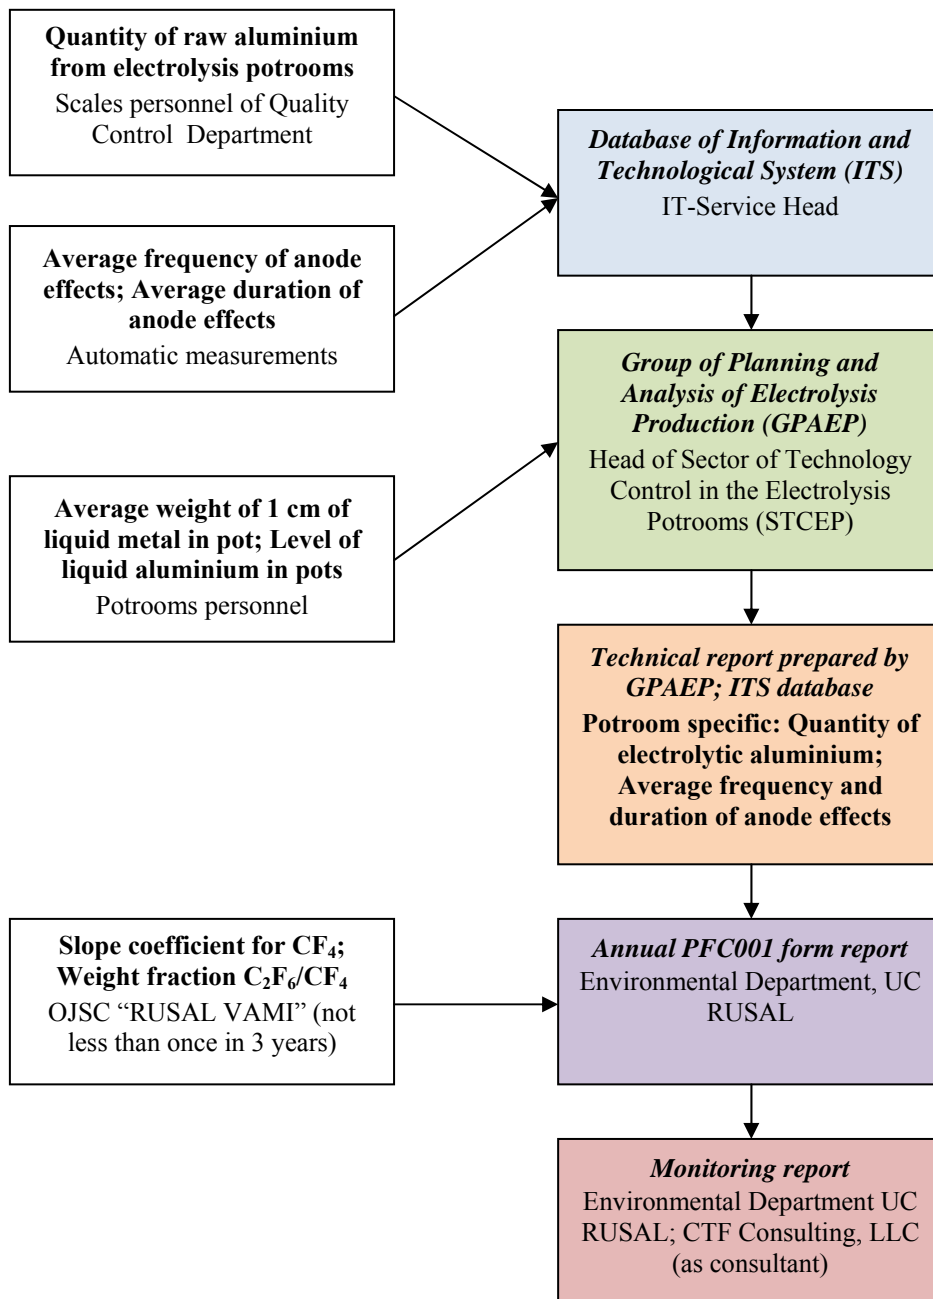 Quantity of raw aluminium
from electrolysis potrooms
Scales personnel of Quality
Control Department
Database of Information and
Technological System (ITS)
IT-Service Head
Average frequency of anode
effects; Average duration of
anode effects
Automatic measurements
Group of Planning and
Analysis of Electrolysis
Production (GPAEP)
Head of Sector of Technology
Control in the Electrolysis
Potrooms (STCEP)
Average weight of 1 cm of
liquid metal in pot; Level of
liquid aluminium in pots
Potrooms personnel
Technical report prepared by
GPAEP; ITS database
Potroom specific: Quantity of
electrolytic aluminium;
Average frequency and
duration of anode effects
Slope coefficient for CF₄;
Weight fraction C₂F₆/CF₄
OJSC “RUSAL VAMI” (not
less than once in 3 years)
Annual PFC001 form report
Environmental Department, UC
RUSAL
Monitoring report
Environmental Department UC
RUSAL; CTF Consulting, LLC
(as consultant)